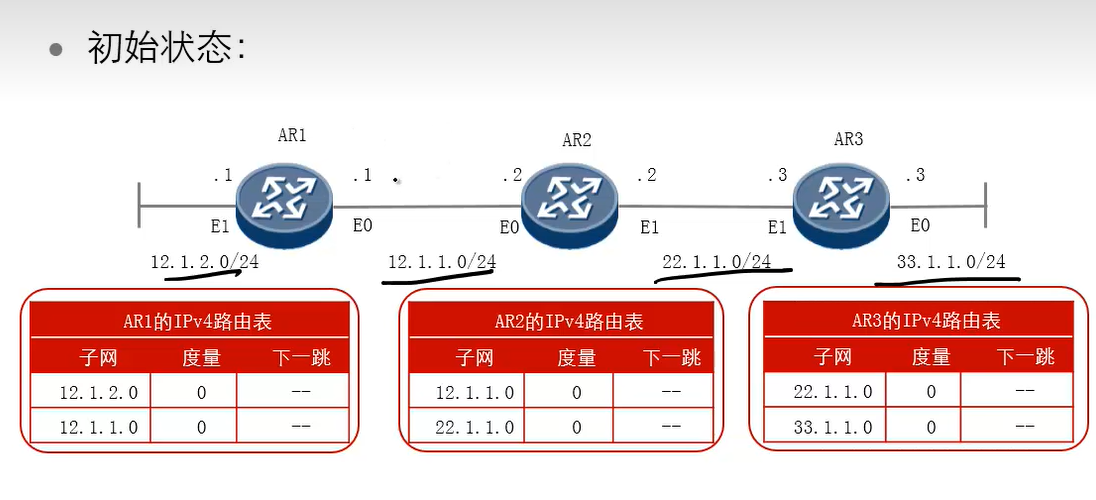 • 初始状态：
AR1 AR2 AR3
.1 .1 .2 .2 .3 .3
E1 E0 E0 E1 E1 E0
12.1.2.0/24 12.1.1.0/24 22.1.1.0/24 33.1.1.0/24
AR1的IPv4路由表
子网 度量 下一跳
12.1.2.0 0 --
12.1.1.0 0 --
AR2的IPv4路由表
子网 度量 下一跳
12.1.1.0 0 --
22.1.1.0 0 --
AR3的IPv4路由表
子网 度量 下一跳
22.1.1.0 0 --
33.1.1.0 0 --